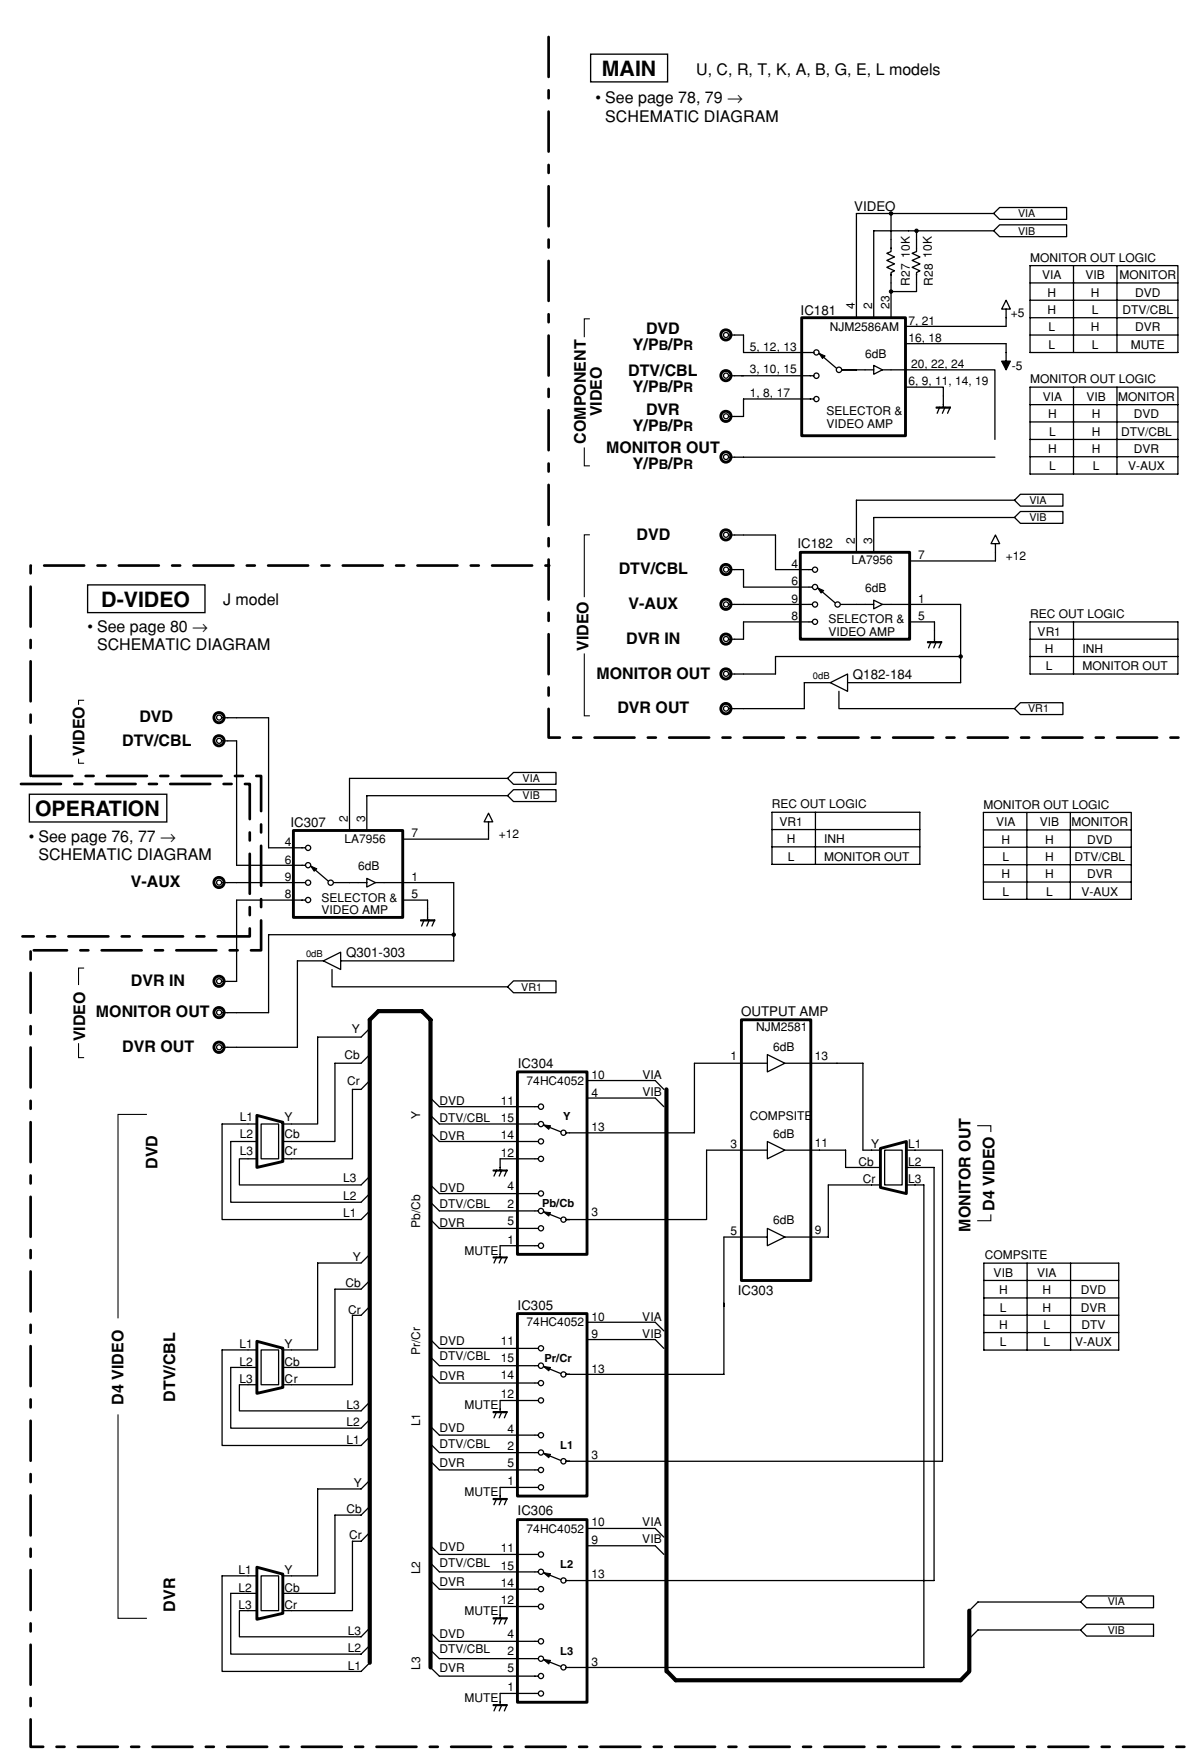 MAIN U, C, R, T, K, A, B, G, E, L models
• See page 78, 79 →
SCHEMATIC DIAGRAM
VIDEO
VIA
VIB
R27 10K
R28 10K
4
2
23
IC181
NJM2586AM
6dB
SELECTOR &
VIDEO AMP
7, 21
+5
16, 18
-5
20, 22, 24
6, 9, 11, 14, 19
5, 12, 13
3, 10, 15
1, 8, 17
COMPONENT
VIDEO
DVD
Y/PB/PR
DTV/CBL
Y/PB/PR
DVR
Y/PB/PR
MONITOR OUT
Y/PB/PR
MONITOR OUT LOGIC
VIA VIB MONITOR
H H DVD
H L DTV/CBL
L H DVR
L L MUTE
MONITOR OUT LOGIC
VIA VIB MONITOR
H H DVD
L H DTV/CBL
H H DVR
L L V-AUX
VIA
VIB
2
3
IC182
LA7956
6dB
SELECTOR &
VIDEO AMP
7
+12
1
5
4
6
9
8
VIDEO
DVD
DTV/CBL
V-AUX
DVR IN
MONITOR OUT
DVR OUT
0dB
Q182-184
VR1
REC OUT LOGIC
VR1
H INH
L MONITOR OUT
D-VIDEO J model
• See page 80 →
SCHEMATIC DIAGRAM
VIDEO
DVD
DTV/CBL
OPERATION
• See page 76, 77 →
SCHEMATIC DIAGRAM
V-AUX
VIA
VIB
2
3
IC307
LA7956
6dB
SELECTOR &
VIDEO AMP
7
+12
1
5
4
6
9
8
0dB
Q301-303
VR1
VIDEO
DVR IN
MONITOR OUT
DVR OUT
REC OUT LOGIC
VR1
H INH
L MONITOR OUT
MONITOR OUT LOGIC
VIA VIB MONITOR
H H DVD
L H DTV/CBL
H H DVR
L L V-AUX
D4 VIDEO
DVD
Y
Cb
Cr
L1 Y
L2 Cb
L3 Cr
L3
L2
L1
DTV/CBL
Y
Cb
Cr
L1 Y
L2 Cb
L3 Cr
L3
L2
L1
DVR
Y
Cb
Cr
L1 Y
L2 Cb
L3 Cr
L3
L2
L1
Y
Pb/Cb
Pr/Cr
L1
L2
L3
IC304
74HC4052
10 VIA
4 VIB
DVD 11
DTV/CBL 15
DVR 14
12
Y
13
DVD 4
DTV/CBL 2
DVR 5
MUTE 1
Pb/Cb
3
IC305
74HC4052
10 VIA
9 VIB
DVD 11
DTV/CBL 15
DVR 14
MUTE 12
Pr/Cr
13
DVD 4
DTV/CBL 2
DVR 5
MUTE 1
L1
3
IC306
74HC4052
10 VIA
9 VIB
DVD 11
DTV/CBL 15
DVR 14
MUTE 12
L2
13
DVD 4
DTV/CBL 2
DVR 5
MUTE 1
L3
3
OUTPUT AMP
NJM2581
1 6dB 13
COMPSITE
3 6dB 11
5 6dB 9
IC303
Y L1
Cb L2
Cr L3
MONITOR OUT
D4 VIDEO
COMPSITE
VIB VIA
H H DVD
L H DVR
H L DTV
L L V-AUX
VIA
VIB